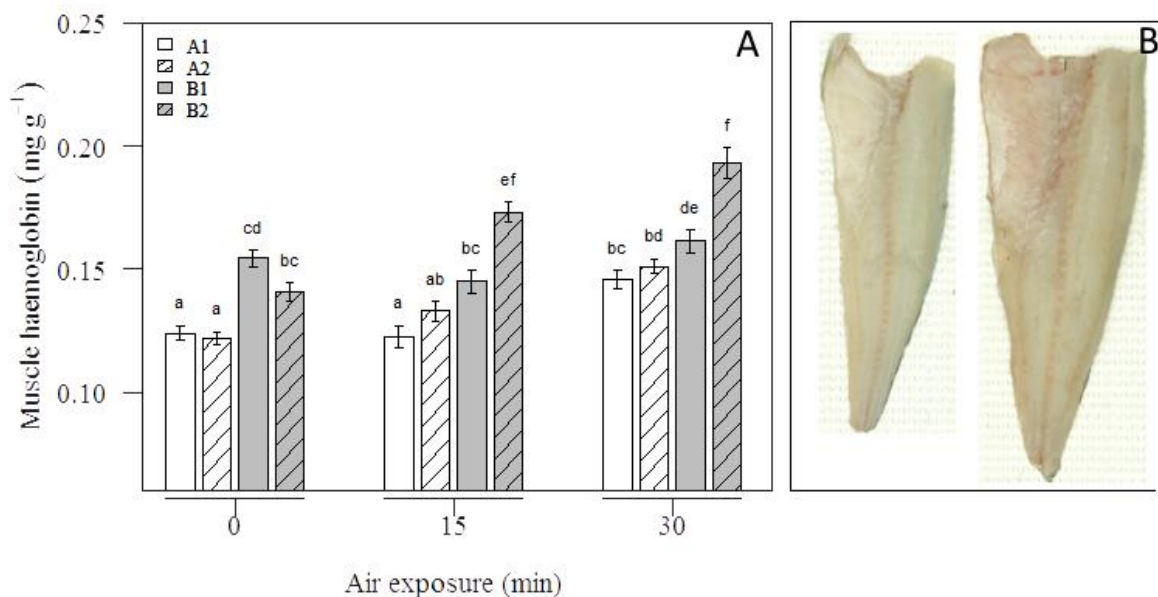 0.25
0.20
0.15
0.10
Muscle haemoglobin (mg g⁻¹)
A
A1
A2
B1
B2
a
a
cd
bc
a
ab
bc
ef
bc
bd
de
f
0
15
30
Air exposure (min)
B